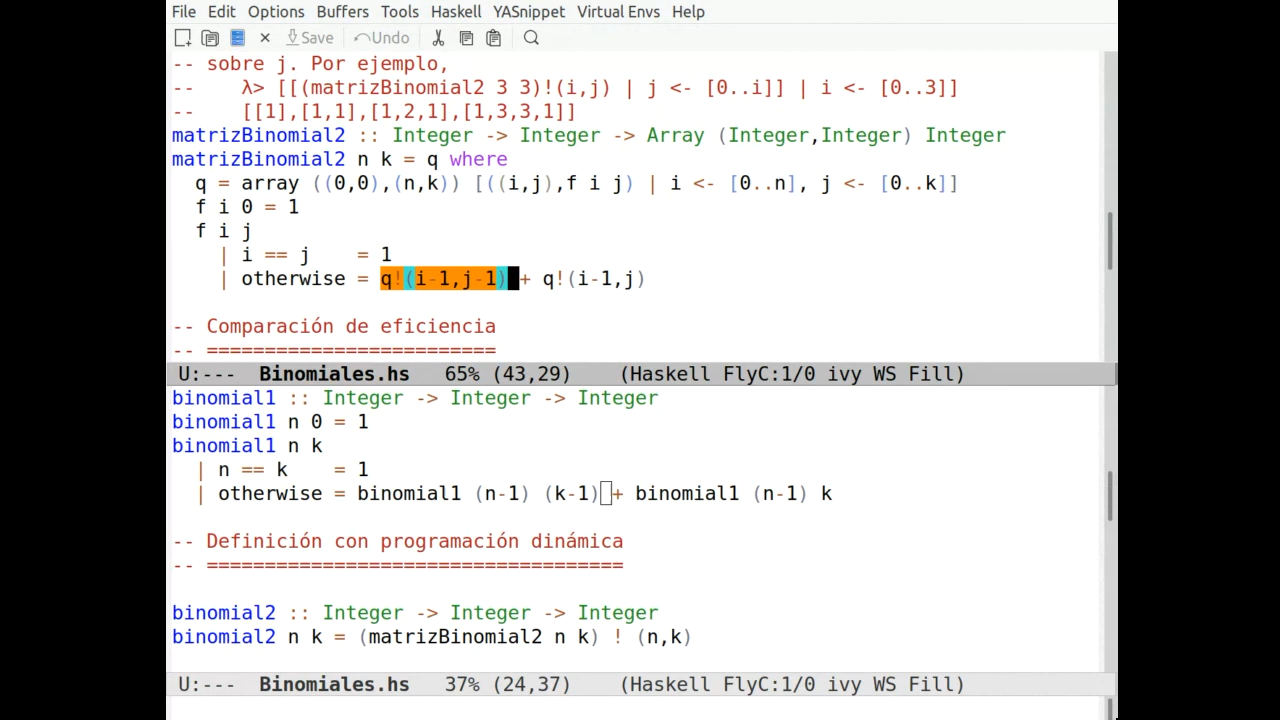 File Edit Options Buffers Tools Haskell YASnippet Virtual Envs Help
Save Undo
-- sobre j. Por ejemplo,
--    λ> [[(matrizBinomial2 3 3)!(i,j) | j <- [0..i]] | i <- [0..3]]
--    [[1],[1,1],[1,2,1],[1,3,3,1]]
matrizBinomial2 :: Integer -> Integer -> Array (Integer,Integer) Integer
matrizBinomial2 n k = q where
  q = array ((0,0),(n,k)) [((i,j),f i j) | i <- [0..n], j <- [0..k]]
  f i 0 = 1
  f i j
    | i == j    = 1
    | otherwise = q!(i-1,j-1) + q!(i-1,j)
-- Comparación de eficiencia
-- =========================
U:---  Binomiales.hs   65% (43,29)    (Haskell FlyC:1/0 ivy WS Fill)
binomial1 :: Integer -> Integer -> Integer
binomial1 n 0 = 1
binomial1 n k
  | n == k    = 1
  | otherwise = binomial1 (n-1) (k-1) + binomial1 (n-1) k
-- Definición con programación dinámica
-- ====================================
binomial2 :: Integer -> Integer -> Integer
binomial2 n k = (matrizBinomial2 n k) ! (n,k)
U:---  Binomiales.hs   37% (24,37)    (Haskell FlyC:1/0 ivy WS Fill)